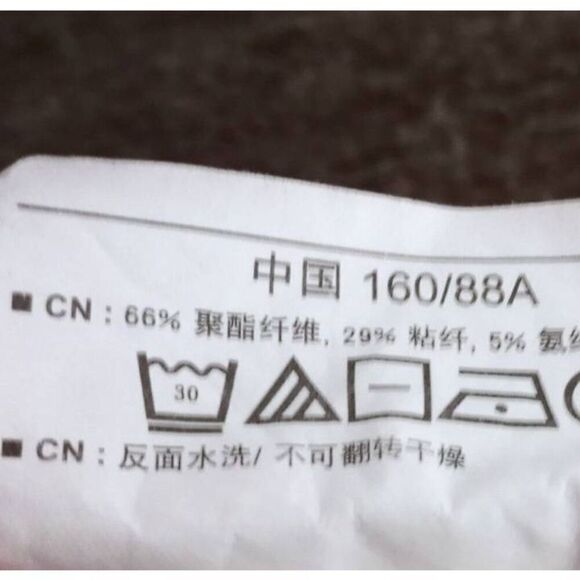 中国 160/88A
■ CN : 66% 聚酯纤维, 29% 粘纤, 5% 氨纶
30
■ CN : 反面水洗/ 不可翻转干燥